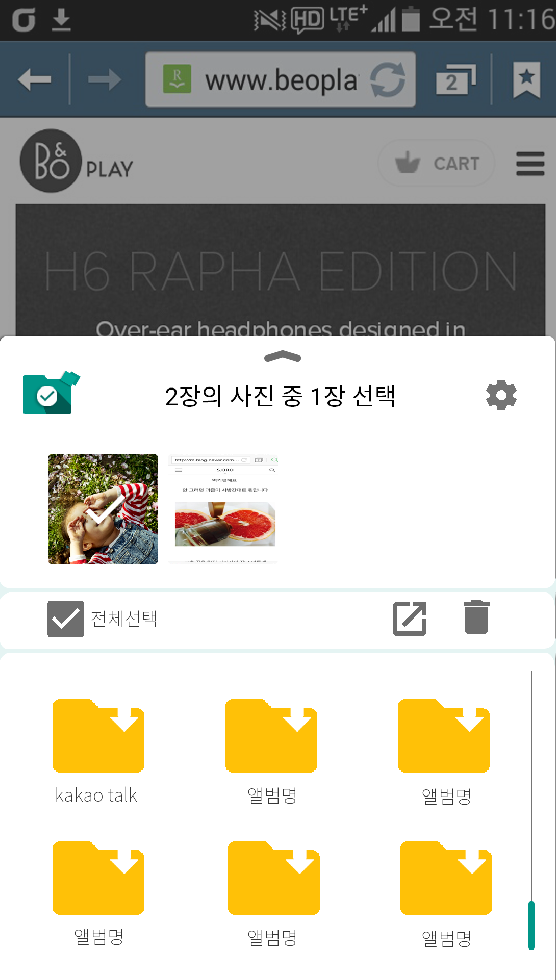 HD LTE+ 오전 11:16
www.beopla
2
B&O PLAY
CART
H6 RAPHA EDITION
Over-ear headphones designed in
2장의 사진 중 1장 선택
전체선택
kakao talk
앨범명
앨범명
앨범명
앨범명
앨범명